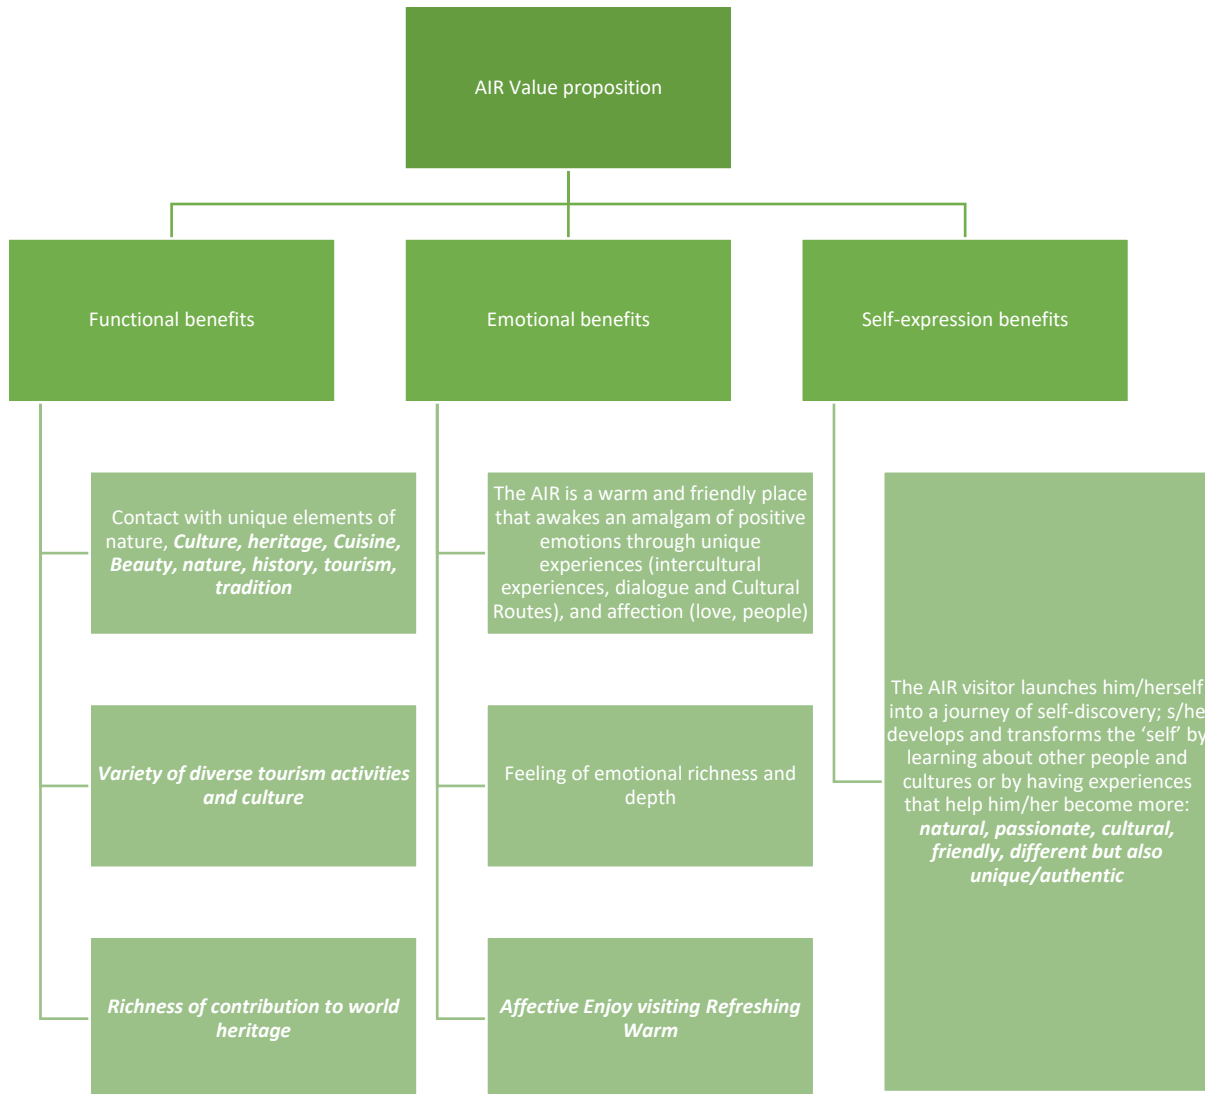 AIR Value proposition
Functional benefits
Contact with unique elements of
nature, Culture, heritage, Cuisine,
Beauty, nature, history, tourism,
tradition
Variety of diverse tourism activities
and culture
Richness of contribution to world
heritage
Emotional benefits
The AIR is a warm and friendly place
that awakes an amalgam of positive
emotions through unique
experiences (intercultural
experiences, dialogue and Cultural
Routes), and affection (love, people)
Feeling of emotional richness and
depth
Affective Enjoy visiting Refreshing
Warm
Self-expression benefits
The AIR visitor launches him/herself
into a journey of self-discovery; s/he
develops and transforms the ‘self’ by
learning about other people and
cultures or by having experiences
that help him/her become more:
natural, passionate, cultural,
friendly, different but also
unique/authentic